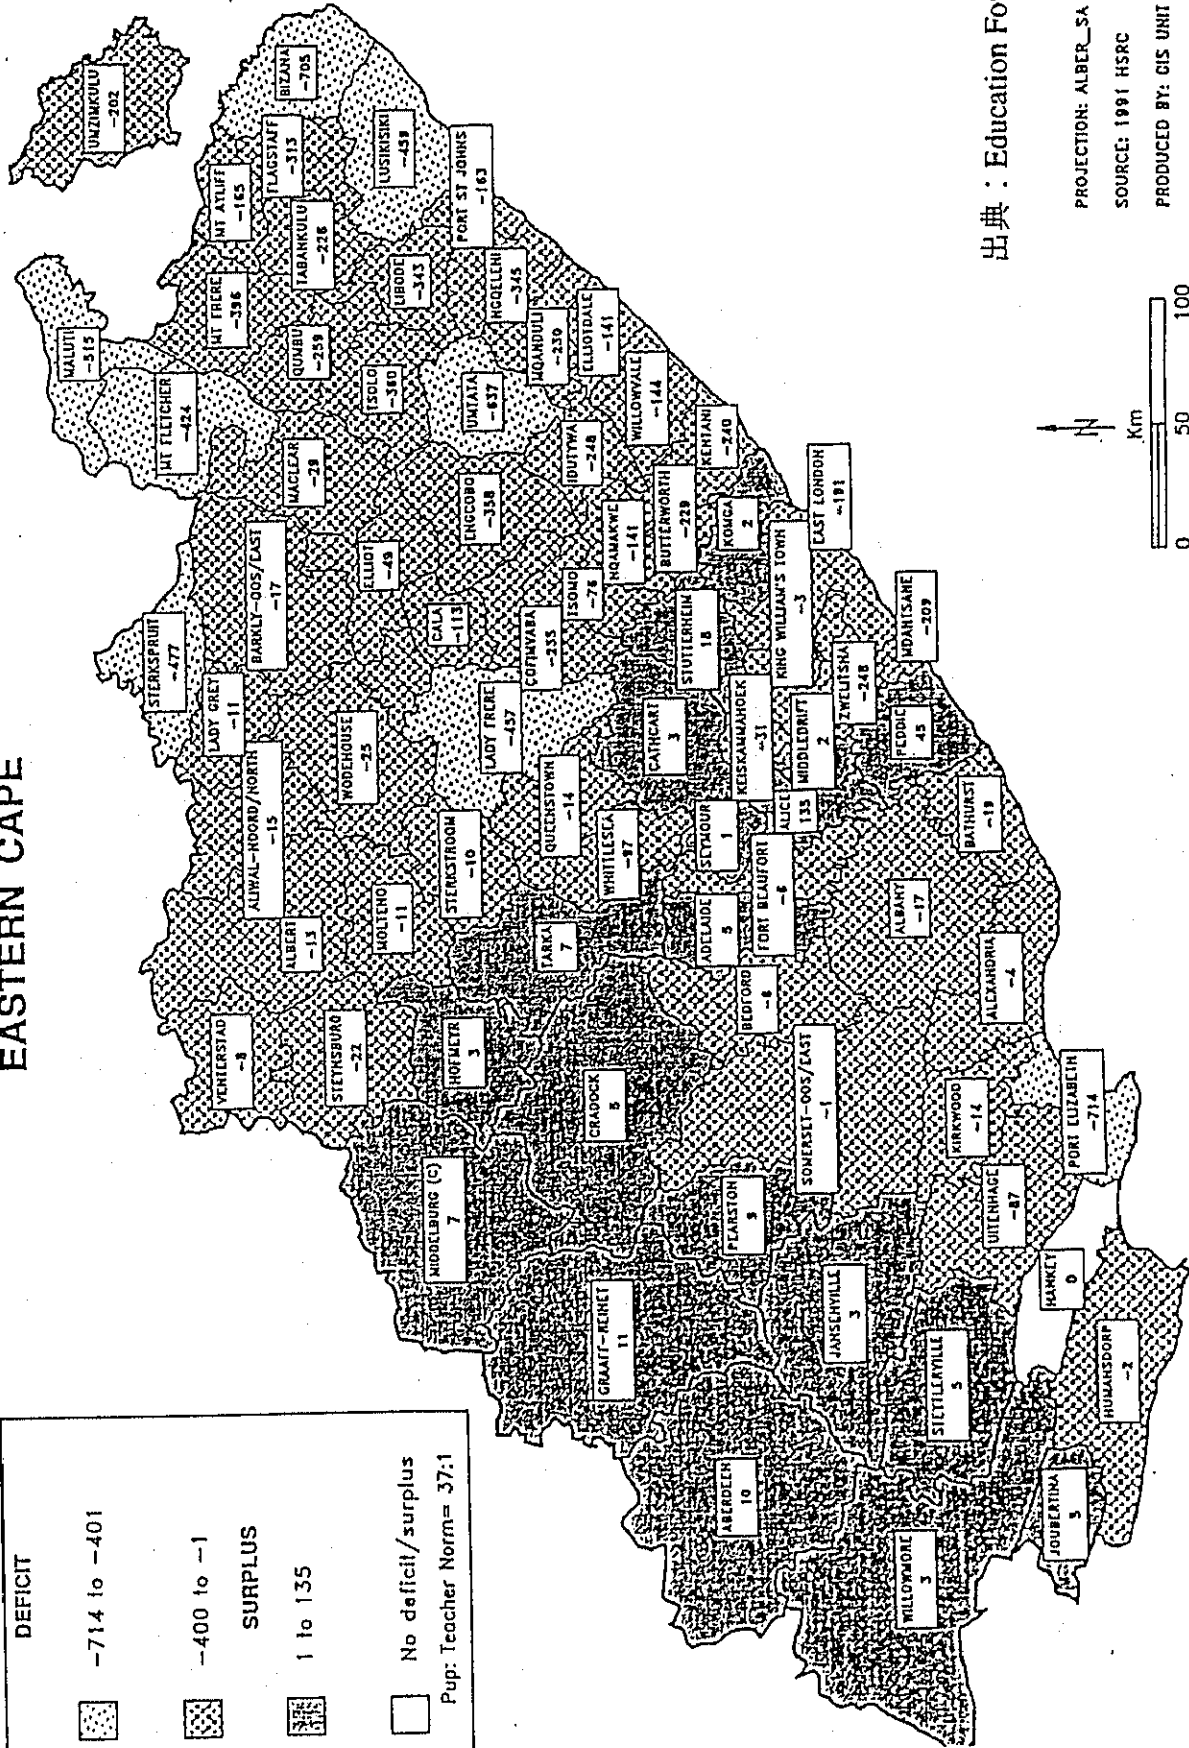 EASTERN CAPE
DEFICIT
-714 to -401
-400 to -1
SURPLUS
1 to 135
No deficit/surplus
Pup: Teacher Norm= 37:1
UMZIMKULU
-202
MALUTI
-515
MT FLETCHER
-424
MT FRERE
-396
MT AYLIFF
-165
BIZANA
-705
FLAGSTAFF
-313
TABANKULU
-226
LUSIKISIKI
-459
QUMBU
-259
TSOLO
-360
LIBODE
-343
PORT ST JOHNS
-163
NGQELENI
-345
UMTATA
-637
MQANDULI
-230
ELLIOTDALE
-141
STERKSPRUIT
-477
LADY GREY
-11
BARKLY-OOS/EAST
-17
MACLEAR
-29
ELLIOT
-49
ENGCOBO
-338
IDUTYWA
-248
WILLOWVALE
-144
KENTANI
-240
ALIWAL-NOORD/NORTH
-15
WODEHOUSE
-25
CALA
-113
COFIMVABA
-235
TSOMO
-76
NQAMAKWE
-141
BUTTERWORTH
-229
KOMGA
2
EAST LONDON
-191
ALBERT
-13
MOLTENO
-11
STERKSTROOM
-10
LADY FRERE
-457
QUEENSTOWN
-14
WHITTLESEA
-97
CATHCART
3
STUTTERHEIM
18
KING WILLIAM'S TOWN
-3
KEISKAMMAHOEK
-31
MIDDLEDRIFT
2
ZWELITSHA
-248
MDANTSANE
-209
VENTERSTAD
-8
STEYNSBURG
-22
HOFMEYR
3
TARKA
7
CRADOCK
5
ADELAIDE
5
SEYMOUR
1
FORT BEAUFORT
-6
ALICE
135
PEDDIE
45
BATHURST
-19
BEDFORD
-6
ALBANY
-17
ALEXANDRIA
-4
MIDDELBURG (C)
7
GRAAFF-REINET
11
PEARSTON
9
SOMERSET-OOS/EAST
-1
KIRKWOOD
-14
PORT ELIZABETH
-714
UITENHAGE
-87
ABERDEEN
10
JANSENVILLE
3
STEYTLERVILLE
5
HANKEY
0
HUMANSDORP
-2
WILLOWMORE
3
JOUBERTINA
5
N
Km
0 50 100
出典：Education Fo
PROJECTION: ALBER_SA
SOURCE: 1991 HSRC
PRODUCED BY: GIS UNIT